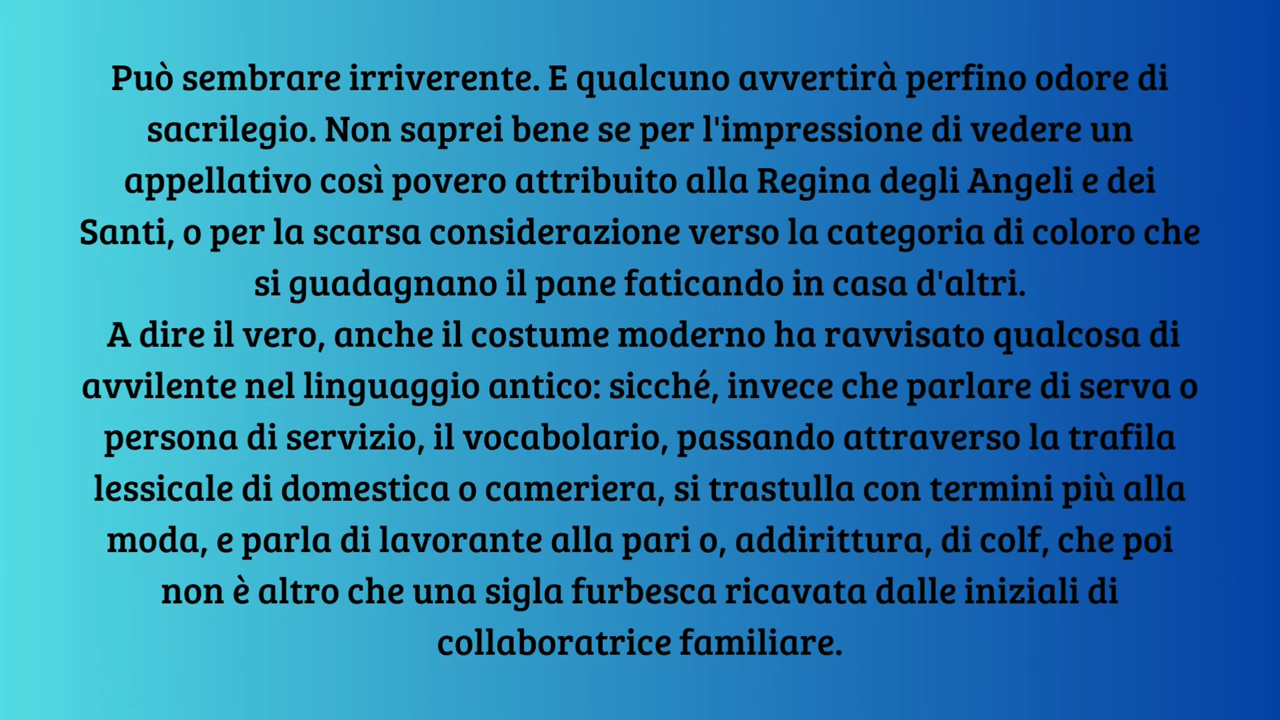 Può sembrare irriverente. E qualcuno avvertirà perfino odore di
sacrilegio. Non saprei bene se per l'impressione di vedere un
appellativo così povero attribuito alla Regina degli Angeli e dei
Santi, o per la scarsa considerazione verso la categoria di coloro che
si guadagnano il pane faticando in casa d'altri.
A dire il vero, anche il costume moderno ha ravvisato qualcosa di
avvilente nel linguaggio antico: sicché, invece che parlare di serva o
persona di servizio, il vocabolario, passando attraverso la trafila
lessicale di domestica o cameriera, si trastulla con termini più alla
moda, e parla di lavorante alla pari o, addirittura, di colf, che poi
non è altro che una sigla furbesca ricavata dalle iniziali di
collaboratrice familiare.